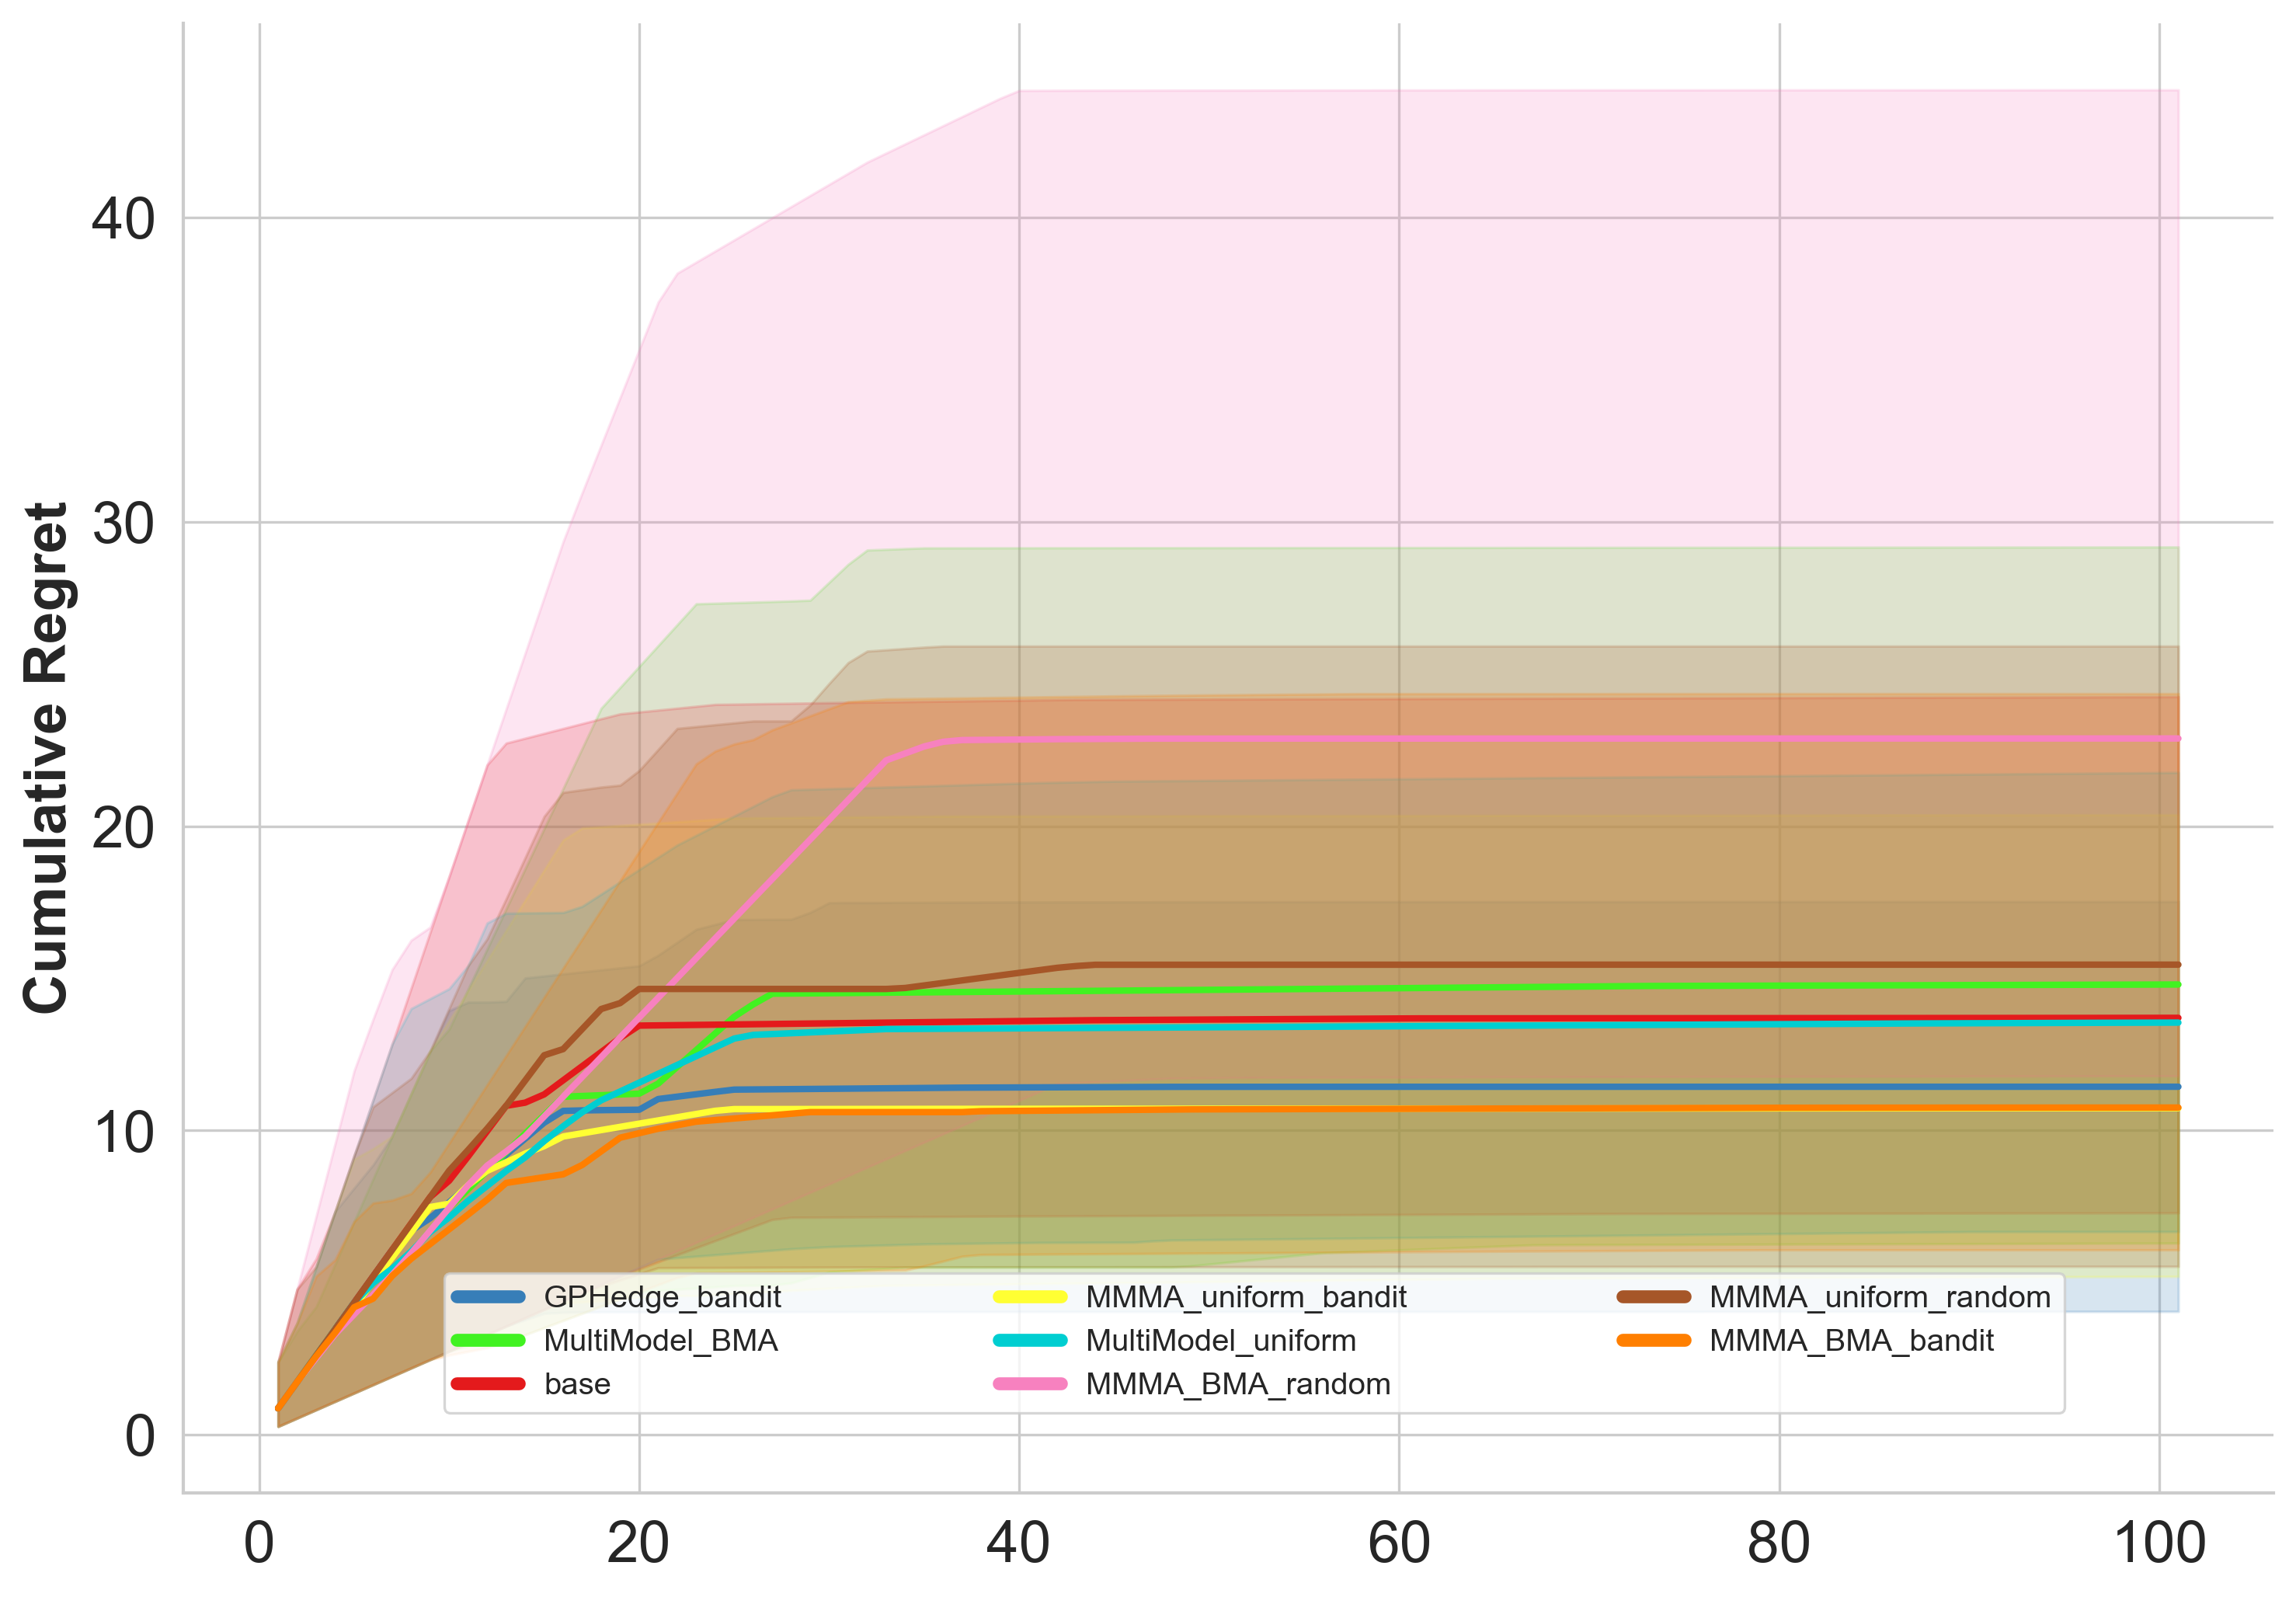 Cumulative Regret
40
30
20
10
0
GPHedge_bandit
MultiModel_BMA
base
MMMA_uniform_bandit
MultiModel_uniform
MMMA_BMA_random
MMMA_uniform_random
MMMA_BMA_bandit
0 20 40 60 80 100